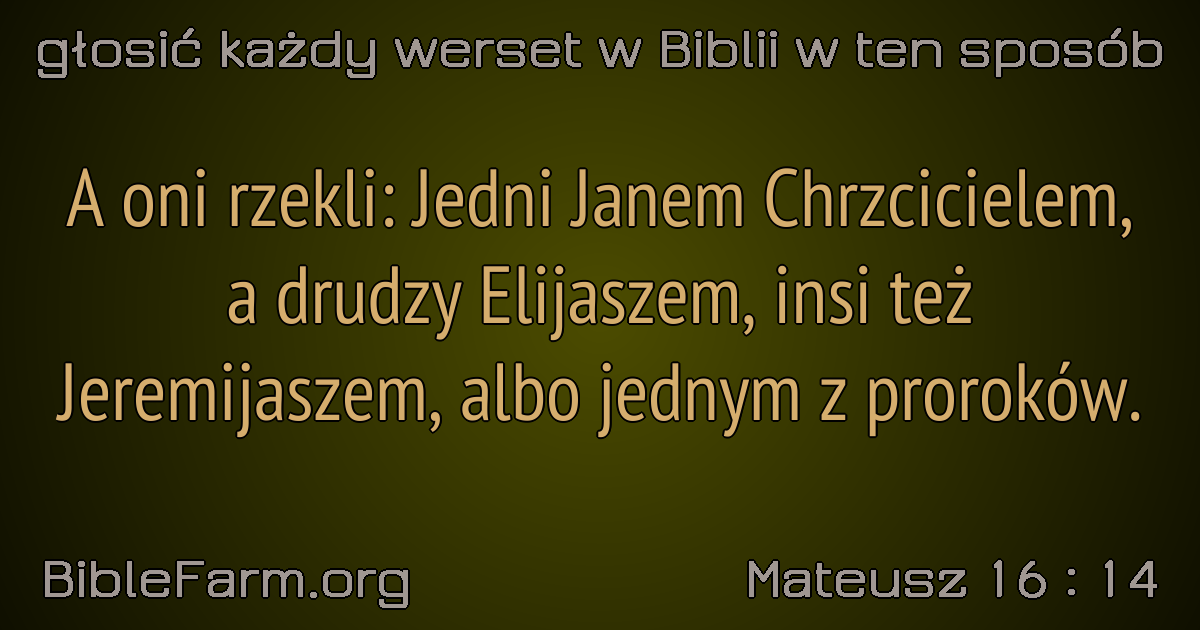 głosić każdy werset w Biblii w ten sposób
A oni rzekli: Jedni Janem Chrzcicielem,
a drudzy Elijaszem, insi też
Jeremijaszem, albo jednym z proroków.
BibleFarm.org
Mateusz 16 : 14